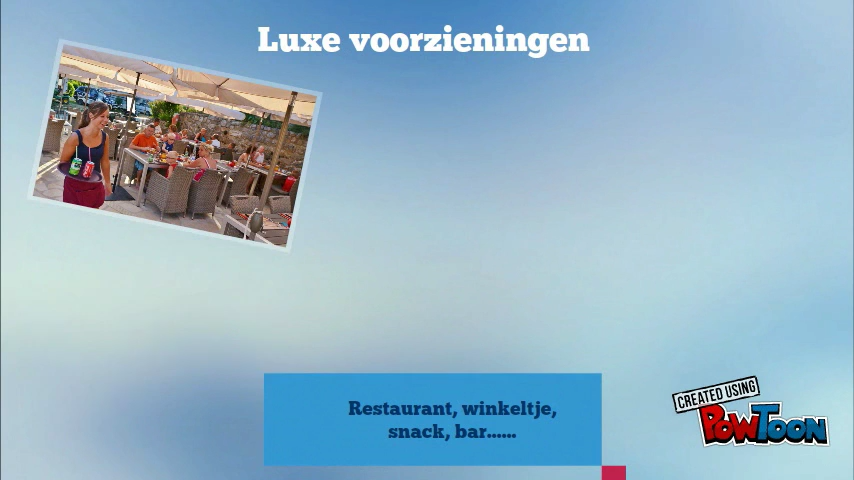 Luxe voorzieningen
Restaurant, winkeltje,
snack, bar......
CREATED USING
POWTOON